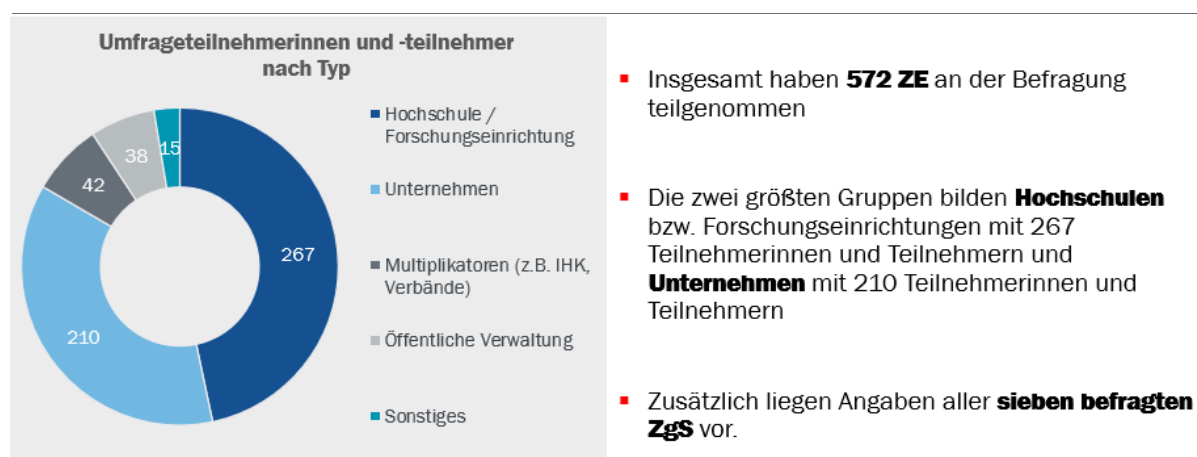 Umfrageteilnehmerinnen und -teilnehmer
nach Typ
267
210
42
38
15
Hochschule /
Forschungseinrichtung
Unternehmen
Multiplikatoren (z.B. IHK,
Verbände)
Öffentliche Verwaltung
Sonstiges
Insgesamt haben 572 ZE an der Befragung
teilgenommen
Die zwei größten Gruppen bilden Hochschulen
bzw. Forschungseinrichtungen mit 267
Teilnehmerinnen und Teilnehmern und
Unternehmen mit 210 Teilnehmerinnen und
Teilnehmern
Zusätzlich liegen Angaben aller sieben befragten
ZgS vor.